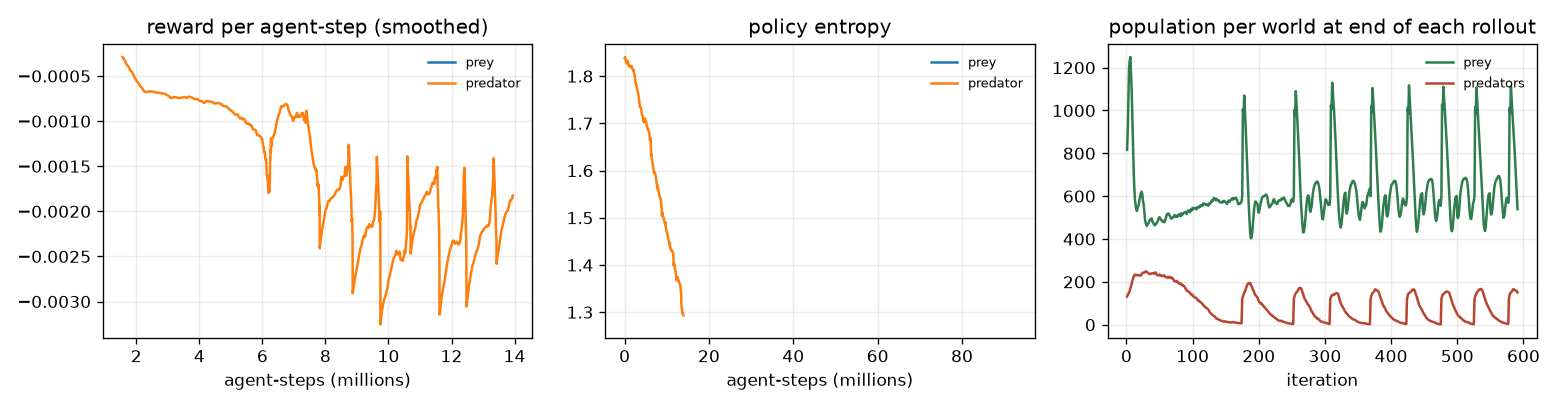 reward per agent-step (smoothed)
prey
predator
−0.0005
−0.0010
−0.0015
−0.0020
−0.0025
−0.0030
2 4 6 8 10 12 14
agent-steps (millions)
policy entropy
prey
predator
1.8
1.7
1.6
1.5
1.4
1.3
0 20 40 60 80
agent-steps (millions)
population per world at end of each rollout
prey
predators
1200
1000
800
600
400
200
0
0 100 200 300 400 500 600
iteration